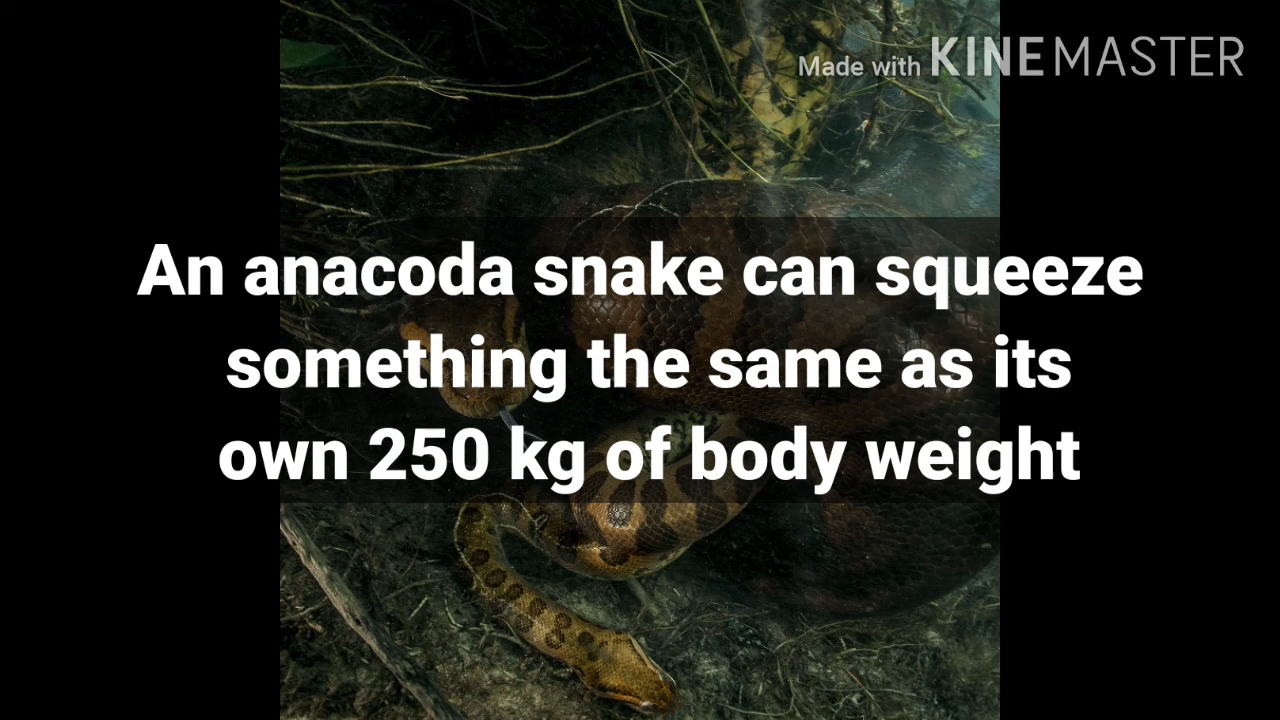 Made with KINEMASTER
An anacoda snake can squeeze
something the same as its
own 250 kg of body weight